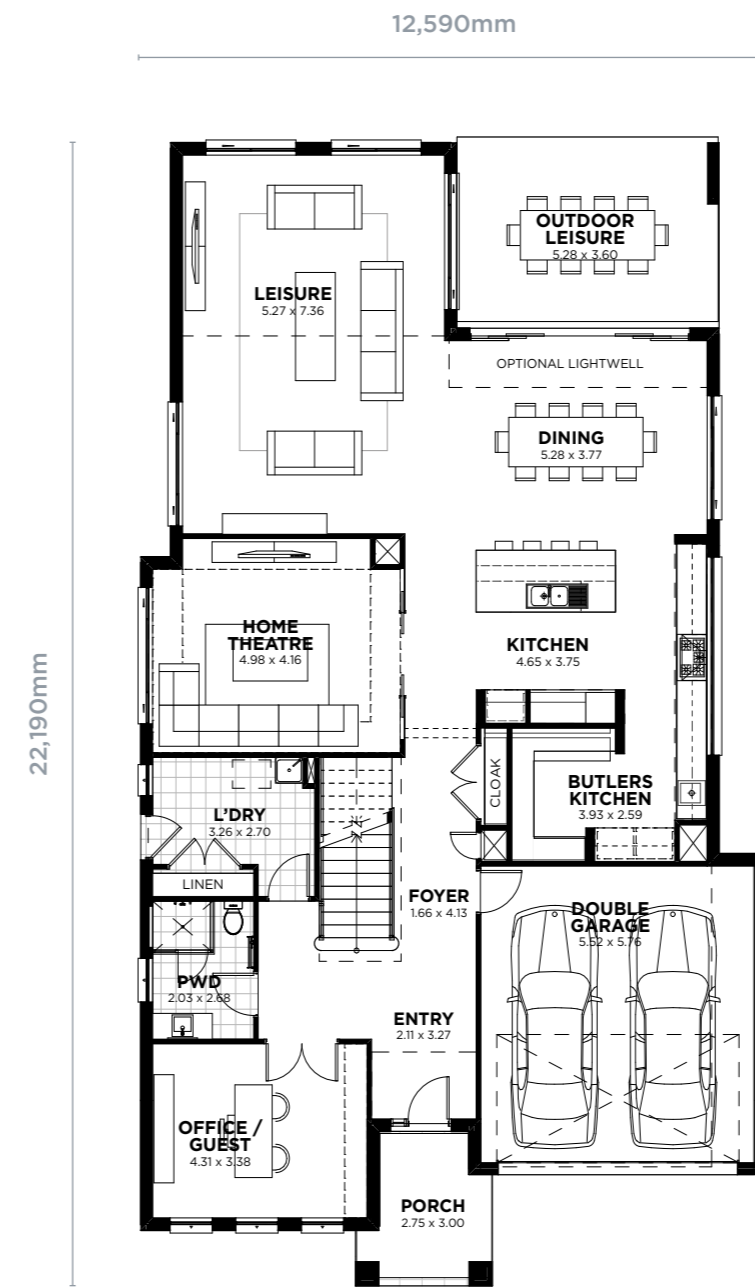 12,590mm
22,190mm
OUTDOOR
LEISURE
5.28 x 3.60
LEISURE
5.27 x 7.36
OPTIONAL LIGHTWELL
DINING
5.28 x 3.77
HOME
THEATRE
4.98 x 4.16
KITCHEN
4.65 x 3.75
CLOAK
BUTLERS
KITCHEN
3.93 x 2.59
L'DRY
3.26 x 2.70
LINEN
FOYER
1.66 x 4.13
DOUBLE
GARAGE
5.52 x 5.76
PWD
2.03 x 2.68
ENTRY
2.11 x 3.27
OFFICE /
GUEST
4.31 x 3.38
PORCH
2.75 x 3.00